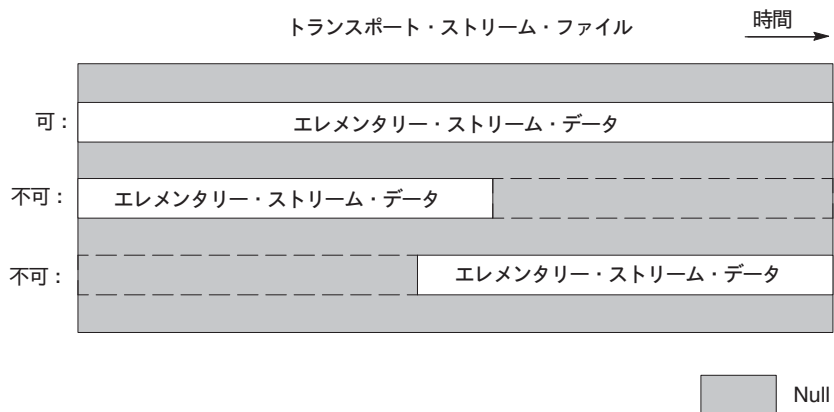 トランスポート・ストリーム・ファイル
時間
可：
エレメンタリー・ストリーム・データ
不可：
エレメンタリー・ストリーム・データ
不可：
エレメンタリー・ストリーム・データ
Null